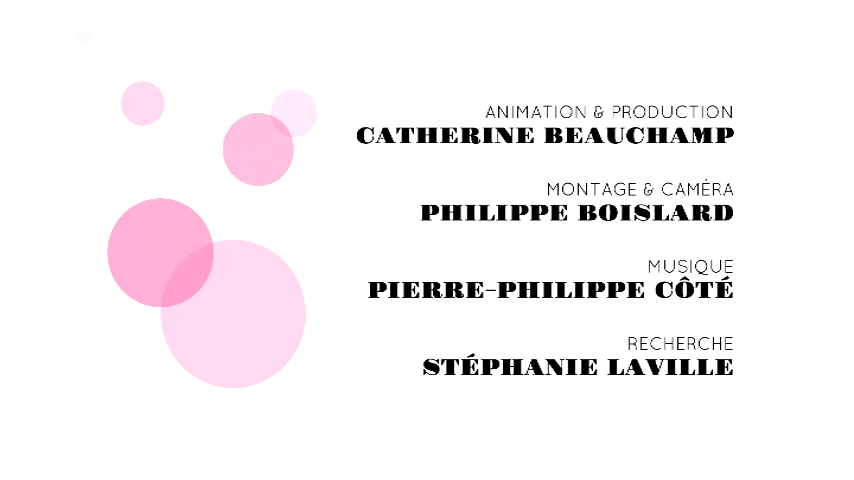 ANIMATION & PRODUCTION
CATHERINE BEAUCHAMP
MONTAGE & CAMÉRA
PHILIPPE BOISLARD
MUSIQUE
PIERRE-PHILIPPE CÔTÉ
RECHERCHE
STÉPHANIE LAVILLE